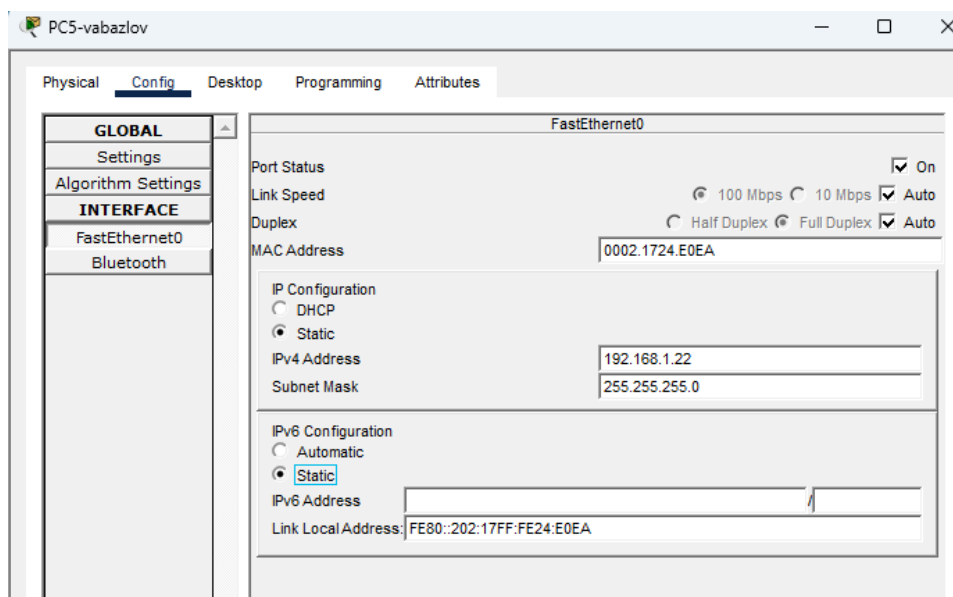 PC5-vabazlov
Physical Config Desktop Programming Attributes
GLOBAL
Settings
Algorithm Settings
INTERFACE
FastEthernet0
Bluetooth
FastEthernet0
Port Status On
Link Speed 100 Mbps 10 Mbps Auto
Duplex Half Duplex Full Duplex Auto
MAC Address 0002.1724.E0EA
IP Configuration
DHCP
Static
IPv4 Address 192.168.1.22
Subnet Mask 255.255.255.0
IPv6 Configuration
Automatic
Static
IPv6 Address /
Link Local Address: FE80::202:17FF:FE24:E0EA